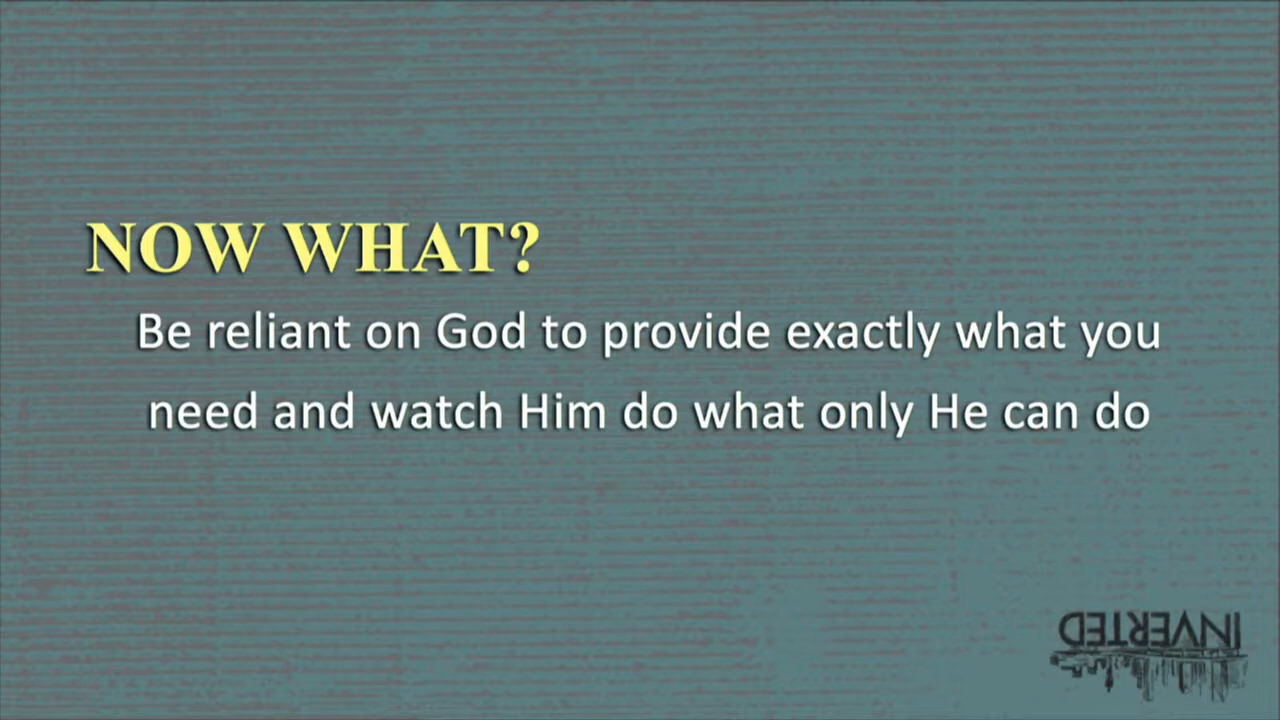 NOW WHAT?
Be reliant on God to provide exactly what you
need and watch Him do what only He can do
INVERTED